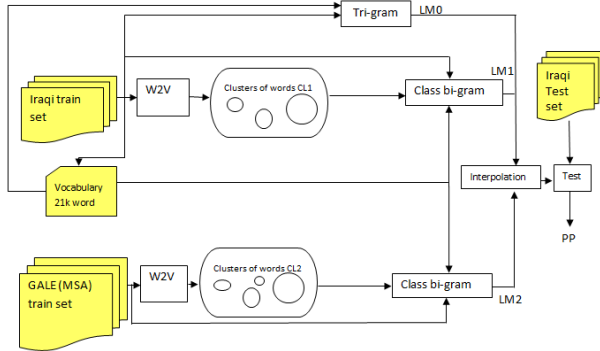 Tri-gram
LM0
Iraqi train
set
W2V
Clusters of words CL1
Class bi-gram
LM1
Iraqi
Test
set
Vocabulary
21k word
Interpolation
Test
PP
GALE (MSA)
train set
W2V
Clusters of words CL2
Class bi-gram
LM2